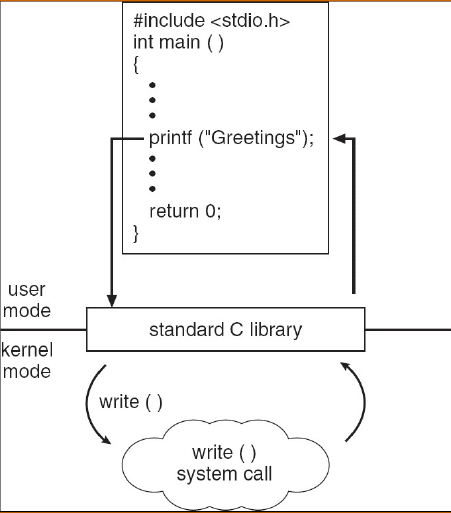 #include <stdio.h>
int main ( )
{
•
•
•
printf ("Greetings");
•
•
•
return 0;
}
user
mode
standard C library
kernel
mode
write ( )
write ( )
system call